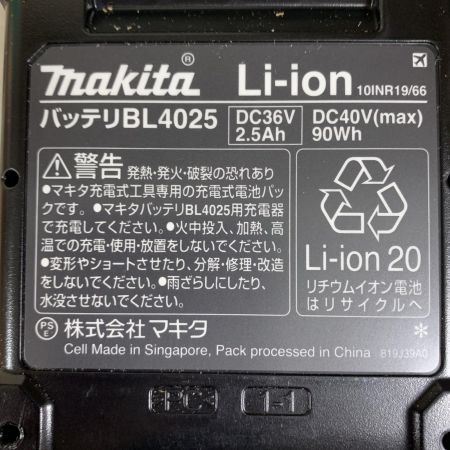 makita® Li-ion 10INR19/66
バッテリBL4025 DC36V 2.5Ah DC40V(max) 90Wh
⚠警告 発熱・発火・破裂の恐れあり
●マキタ充電式工具専用の充電式電池パッ
クです。●マキタバッテリBL4025用充電器
で充電してください。●火中投入、加熱、高
温での充電・使用・放置をしないでください。
●変形やショートさせたり、分解・修理・改造
をしないでください。●雨ざらしにしたり、
水没させないでください。
Li-ion 20
リチウムイオン電池
はリサイクルへ
PSE 株式会社 マキタ *
Cell Made in Singapore, Pack processed in China 819J39A0
PC 1-1